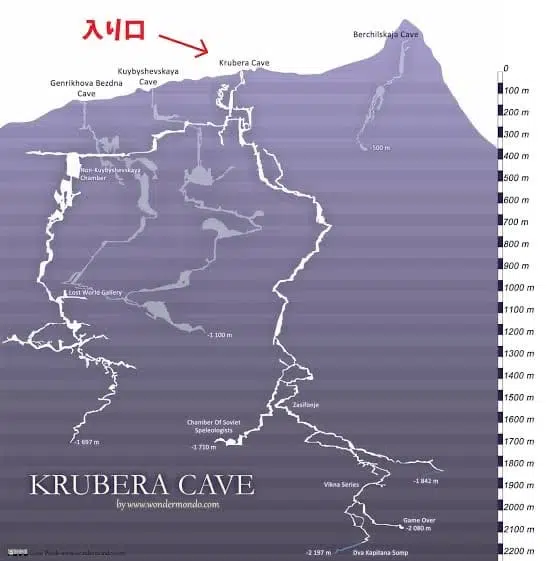 入り口
Berchilskaja Cave
Krubera Cave
Kuybyshevskaya
Cave
Genrikhova Bezdna
Cave
0
100 m
200 m
300 m
400 m
500 m
600 m
700 m
800 m
900 m
1000 m
1100 m
1200 m
1300 m
1400 m
1500 m
1600 m
1700 m
1800 m
1900 m
2000 m
2100 m
2200 m
-500 m
Non-Kuybyshevskaya
Chamber
Lost World Gallery
-1 100 m
Zasifonje
Chamber Of Soviet
Speleologists
-1 710 m
-1 697 m
-1 842 m
Vikna Series
Game Over
-2 080 m
-2 197 m
Dva Kapitana Sump
KRUBERA CAVE
by www.wondermondo.com